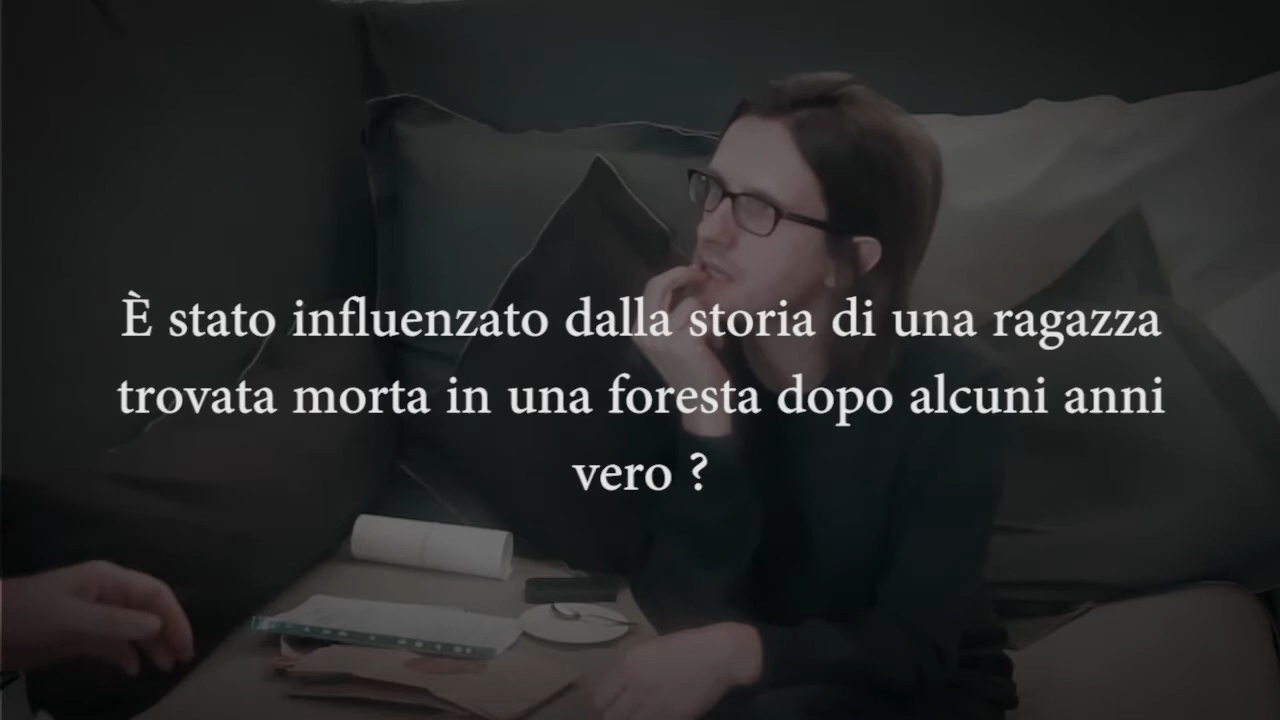 È stato influenzato dalla storia di una ragazza
trovata morta in una foresta dopo alcuni anni
vero ?